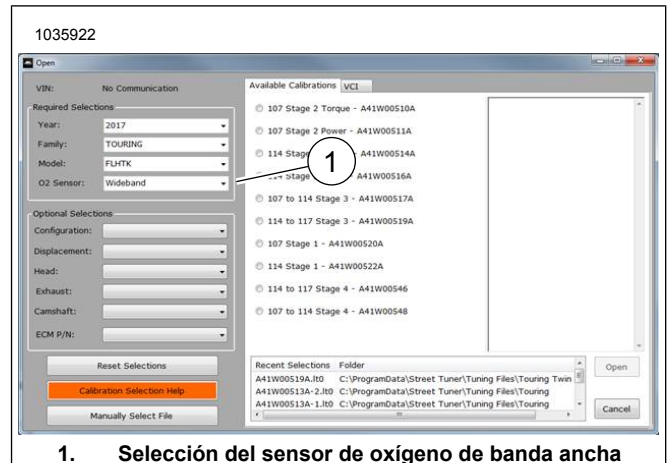 1035922
Open
VIN: No Communication
Required Selections
Year: 2017
Family: TOURING
Model: FLHTK
O2 Sensor: Wideband
Optional Selections
Configuration:
Displacement:
Head:
Exhaust:
Camshaft:
ECM P/N:
Reset Selections
Calibration Selection Help
Manually Select File
Available Calibrations VCI
107 Stage 2 Torque - A41W00510A
107 Stage 2 Power - A41W00511A
114 Stage A41W00514A
114 Stage A41W00516A
107 to 114 Stage 3 - A41W00517A
114 to 117 Stage 3 - A41W00519A
107 Stage 1 - A41W00520A
114 Stage 1 - A41W00522A
114 to 117 Stage 4 - A41W00546
107 to 114 Stage 4 - A41W00548
1
Recent Selections Folder
A41W00519A.lt0 C:\ProgramData\Street Tuner\Tuning Files\Touring Twin
A41W00513A-2.lt0 C:\ProgramData\Street Tuner\Tuning Files\Touring
A41W00513A-1.lt0 C:\ProgramData\Street Tuner\Tuning Files\Touring
Open
Cancel
1. Selección del sensor de oxígeno de banda ancha